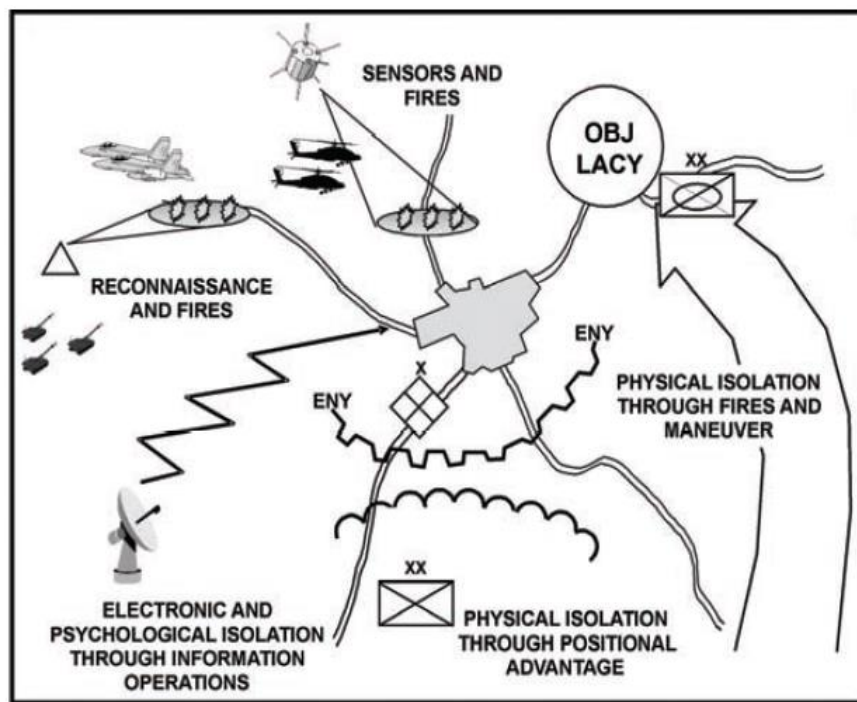 SENSORS AND
FIRES
OBJ
LACY
XX
RECONNAISSANCE
AND FIRES
X
ENY
ENY
PHYSICAL ISOLATION
THROUGH FIRES AND
MANEUVER
XX
ELECTRONIC AND
PSYCHOLOGICAL ISOLATION
THROUGH INFORMATION
OPERATIONS
PHYSICAL ISOLATION
THROUGH POSITIONAL
ADVANTAGE